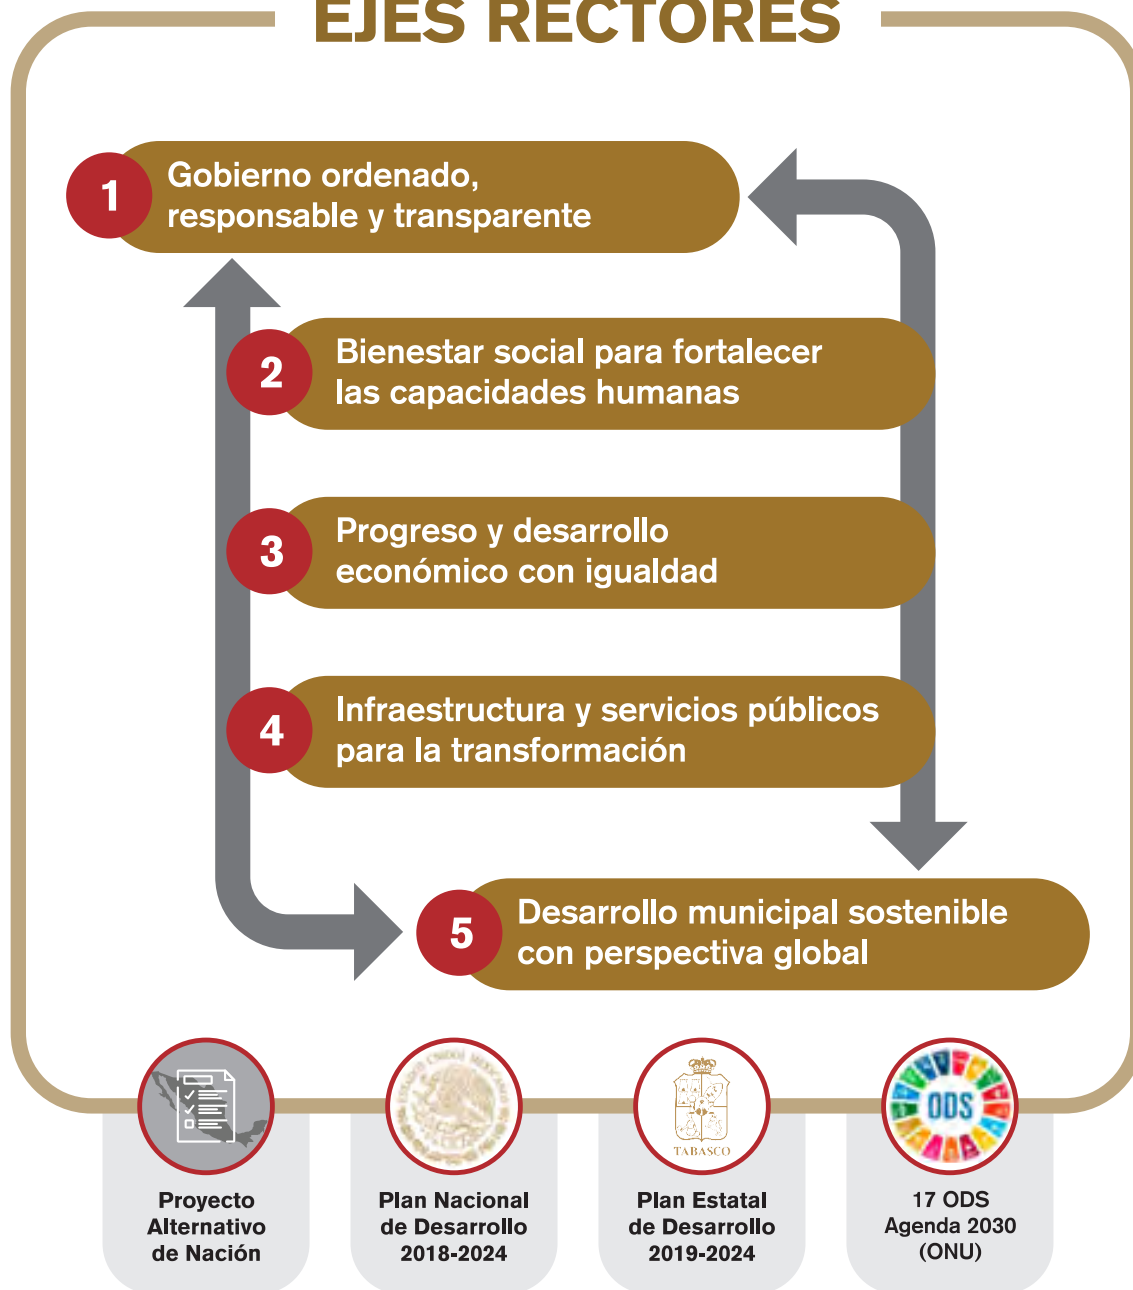 EJES RECTORES
1
Gobierno ordenado,
responsable y transparente
2
Bienestar social para fortalecer
las capacidades humanas
3
Progreso y desarrollo
económico con igualdad
4
Infraestructura y servicios públicos
para la transformación
5
Desarrollo municipal sostenible
con perspectiva global
TABASCO
ODS
Proyecto
Alternativo
de Nación
Plan Nacional
de Desarrollo
2018-2024
Plan Estatal
de Desarrollo
2019-2024
17 ODS
Agenda 2030
(ONU)